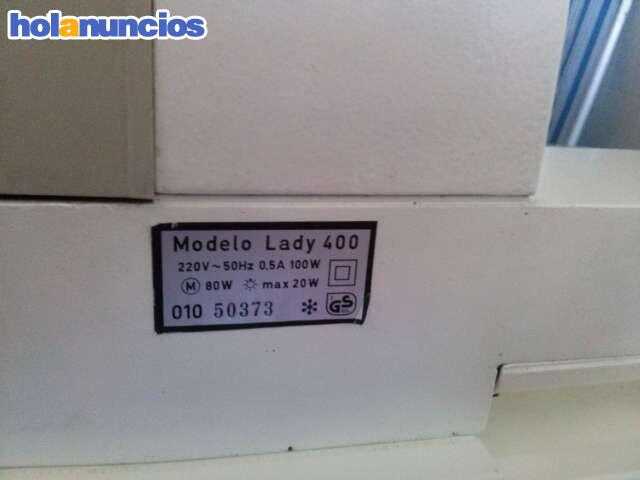 holanuncios
Modelo Lady 400
220V~50Hz 0,5A 100W
M 80W max 20W
010 50373
GS